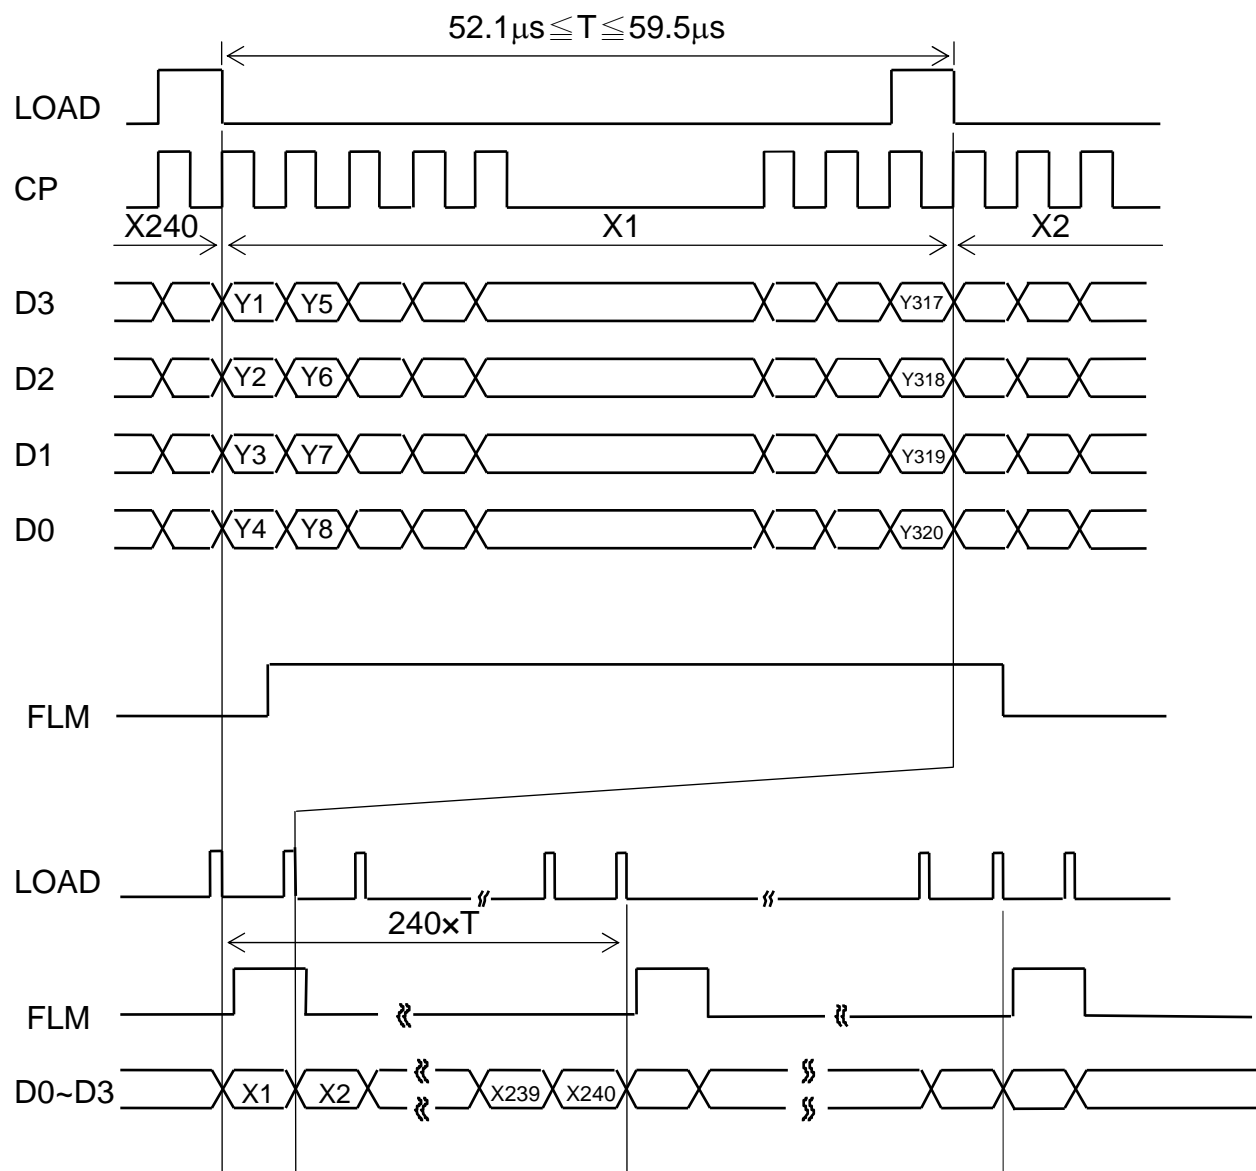 52.1μs≦T≦59.5μs
LOAD
CP
X240 X1 X2
D3 Y1 Y5 Y317
D2 Y2 Y6 Y318
D1 Y3 Y7 Y319
D0 Y4 Y8 Y320
FLM
LOAD
240×T
FLM
D0~D3 X1 X2 X239 X240